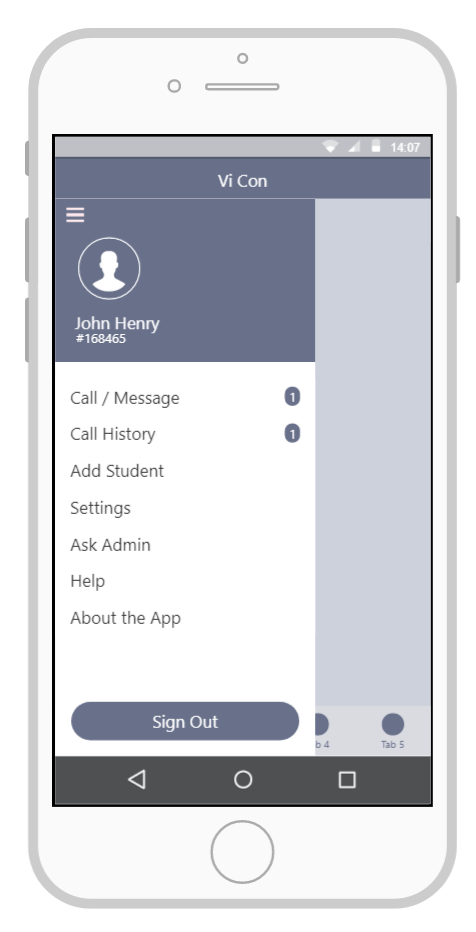 14:07
Vi Con
John Henry
#168465
Call / Message 1
Call History 1
Add Student
Settings
Ask Admin
Help
About the App
Sign Out
b 4 Tab 5